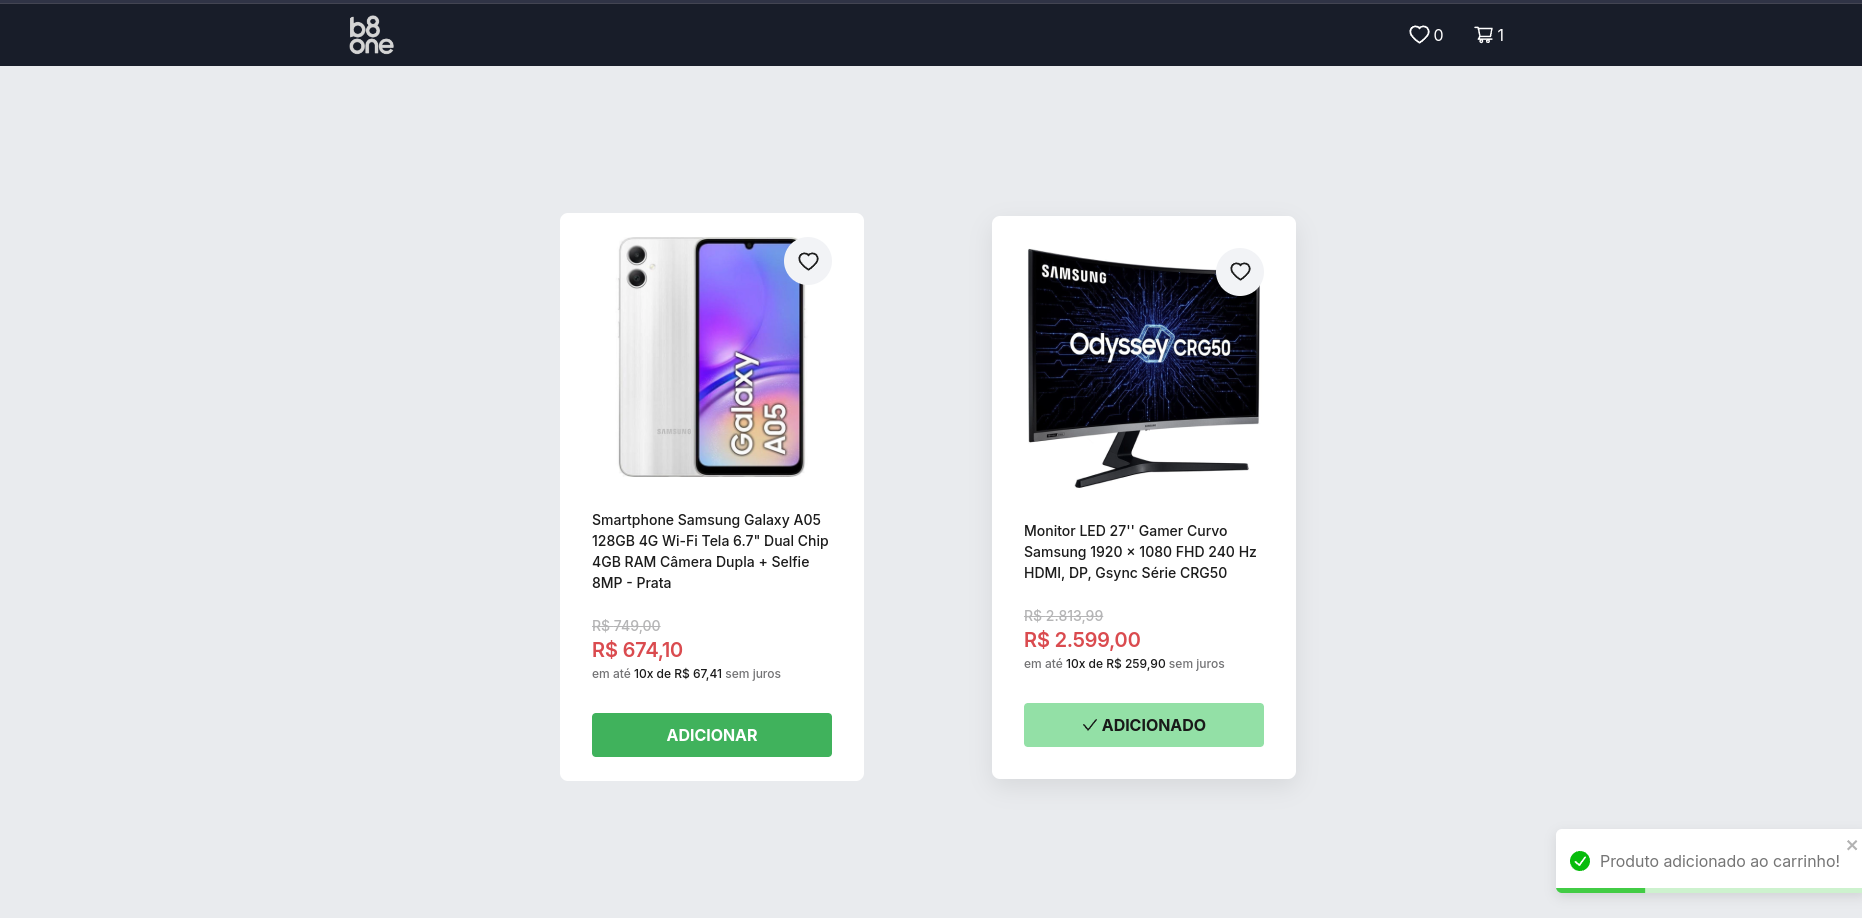 b8
one
0
1
Galaxy
A05
SAMSUNG
Smartphone Samsung Galaxy A05
128GB 4G Wi-Fi Tela 6.7" Dual Chip
4GB RAM Câmera Dupla + Selfie
8MP - Prata
R$ 749,00
R$ 674,10
em até 10x de R$ 67,41 sem juros
ADICIONAR
SAMSUNG
Odyssey CRG50
Monitor LED 27'' Gamer Curvo
Samsung 1920 x 1080 FHD 240 Hz
HDMI, DP, Gsync Série CRG50
R$ 2.813,99
R$ 2.599,00
em até 10x de R$ 259,90 sem juros
ADICIONADO
Produto adicionado ao carrinho!